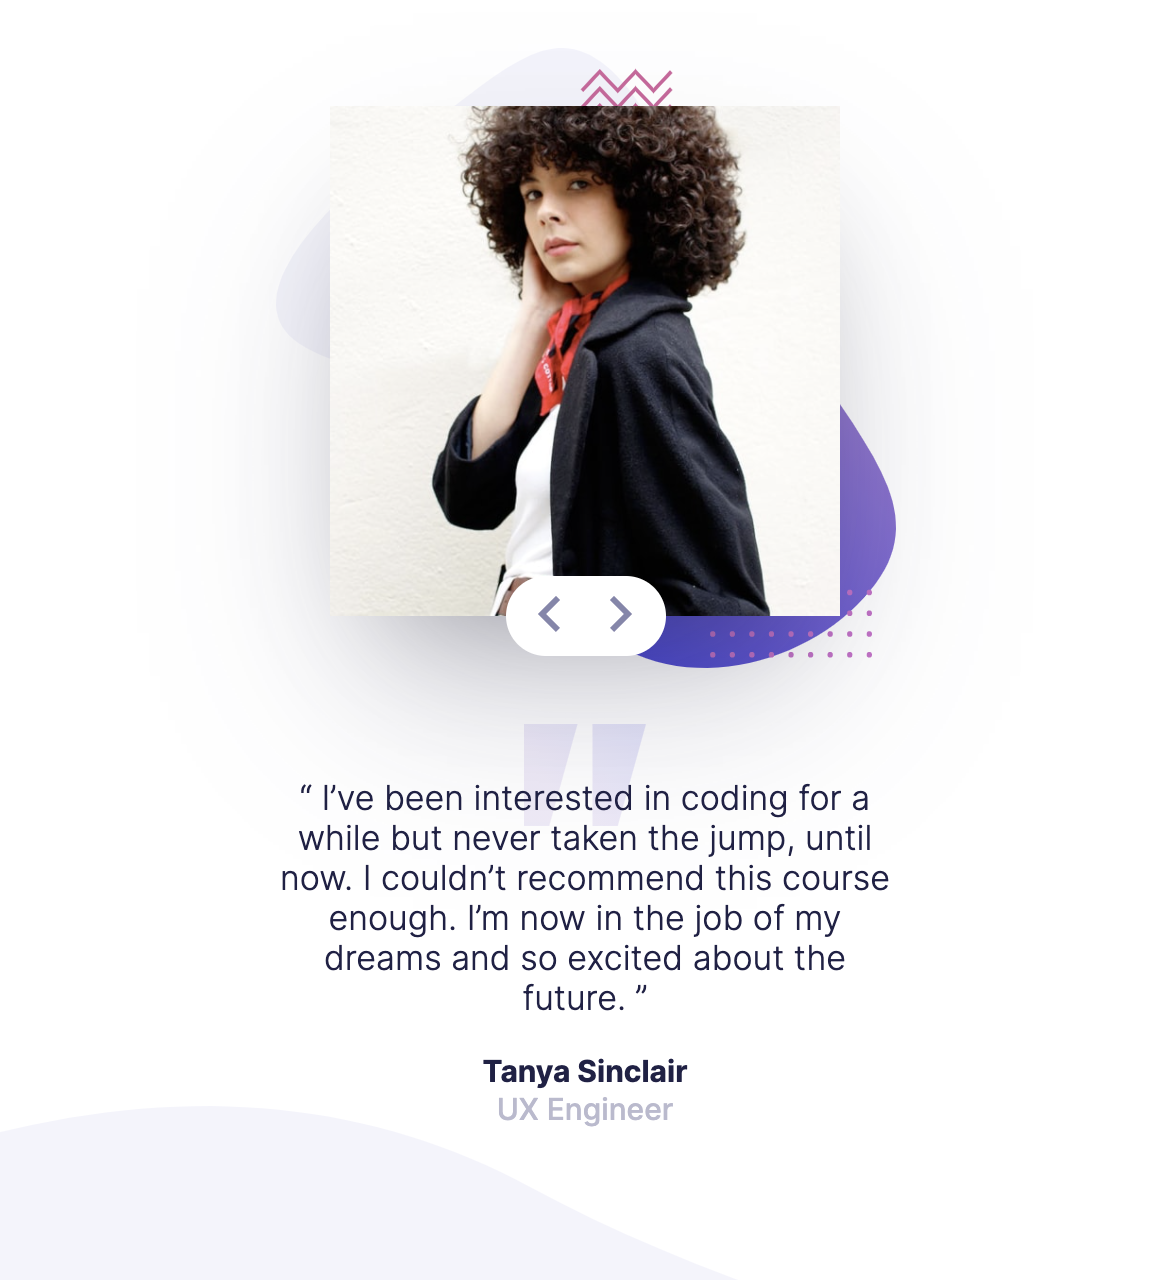 “ I’ve been interested in coding for a
while but never taken the jump, until
now. I couldn’t recommend this course
enough. I’m now in the job of my
dreams and so excited about the
future. ”
Tanya Sinclair
UX Engineer